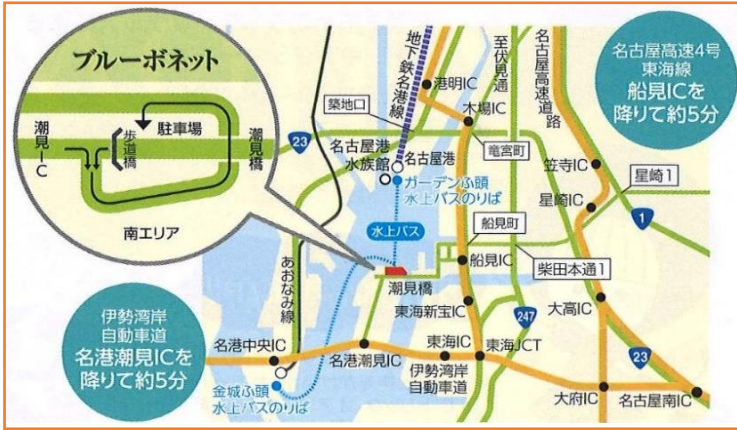 ブルーボネット
駐車場
歩道橋
潮見IC
潮見橋
南エリア
23
築地口
名古屋港
水族館
地下鉄名港線
名古屋港
ガーデンふ頭
水上バスのりば
水上バス
至伏見通
港明IC
木場IC
竜宮町
名古屋高速道路
名古屋高速4号
東海線
船見ICを
降りて約5分
笠寺IC
星崎IC
星崎1
1
船見町
船見IC
柴田本通1
潮見橋
東海新宝IC
247
大高IC
23
あおなみ線
伊勢湾岸
自動車道
名港潮見ICを
降りて約5分
名港中央IC
金城ふ頭
水上バスのりば
名港潮見IC
東海IC
伊勢湾岸
自動車道
東海JCT
大府IC
名古屋南IC